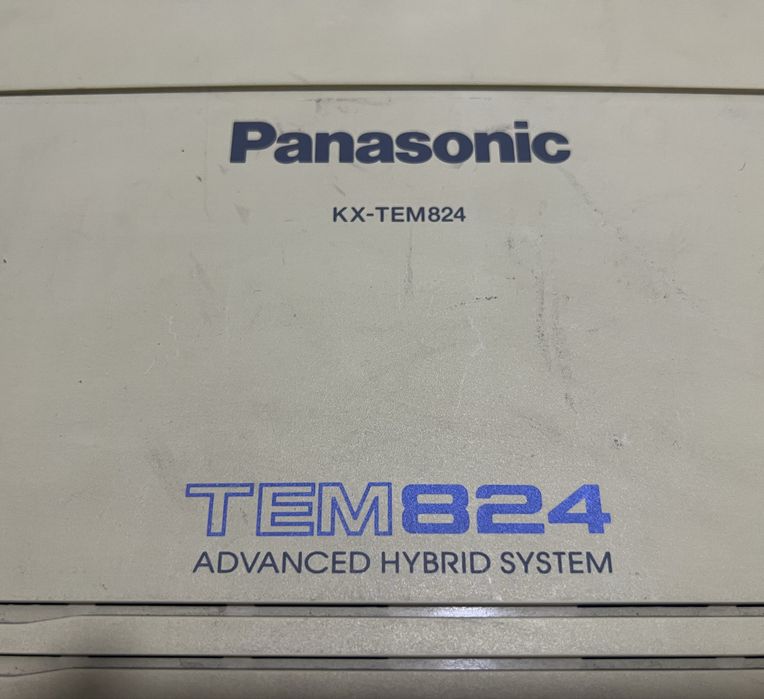 Panasonic
KX-TEM824
TEM824
ADVANCED HYBRID SYSTEM